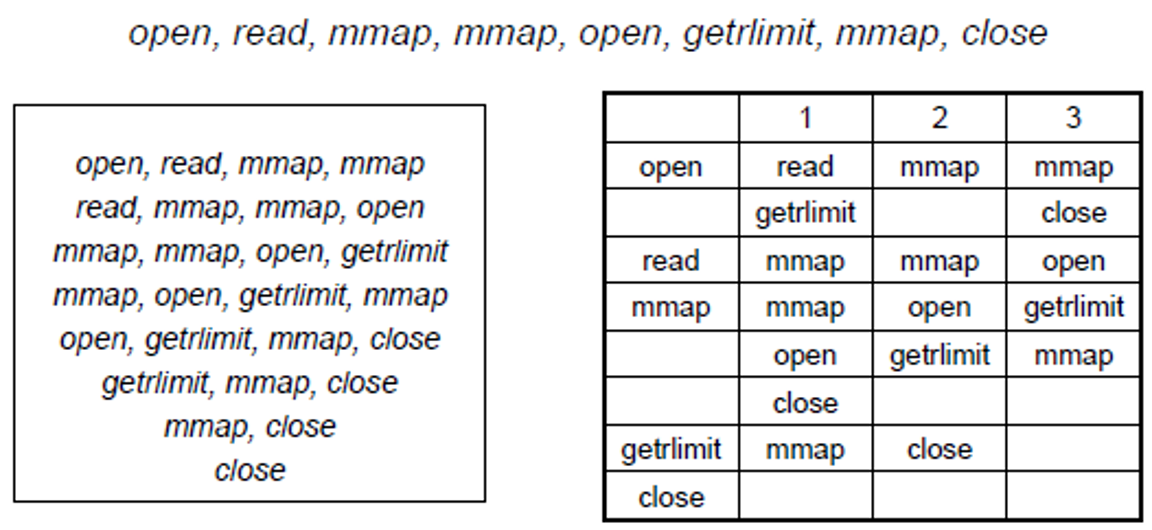 open, read, mmap, mmap, open, getrlimit, mmap, close
open, read, mmap, mmap
read, mmap, mmap, open
mmap, mmap, open, getrlimit
mmap, open, getrlimit, mmap
open, getrlimit, mmap, close
getrlimit, mmap, close
mmap, close
close
1 2 3
open read mmap mmap
getrlimit close
read mmap mmap open
mmap mmap open getrlimit
open getrlimit mmap
close
getrlimit mmap close
close